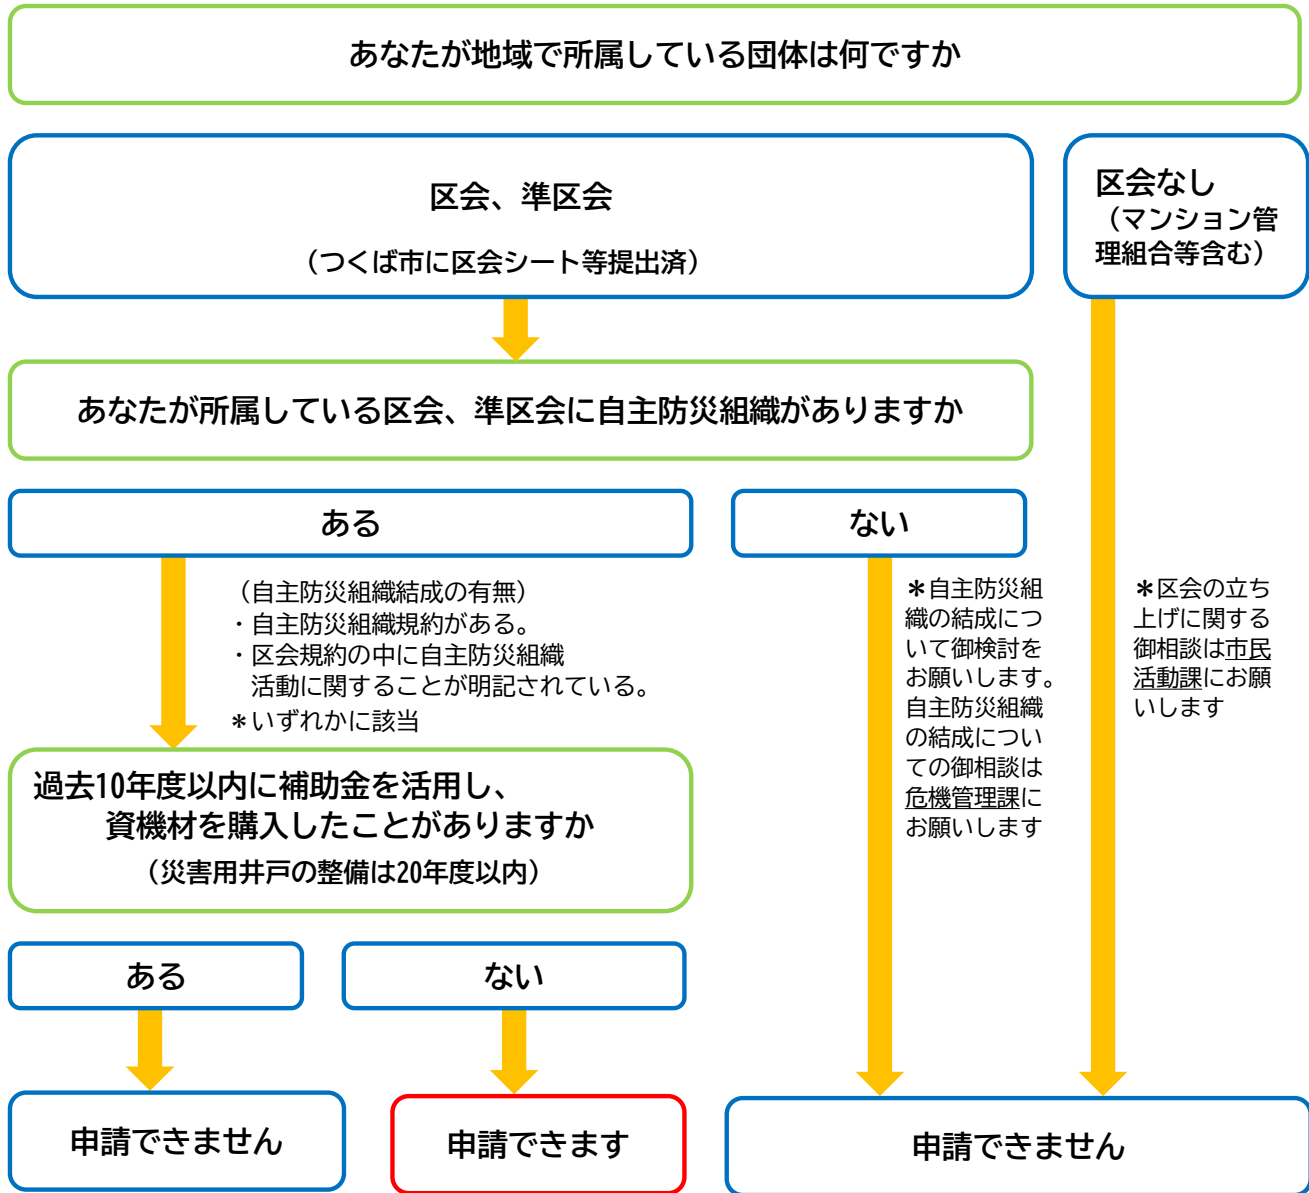 あなたが地域で所属している団体は何ですか
区会、準区会
（つくば市に区会シート等提出済）
区会なし
（マンション管
理組合等含む）
あなたが所属している区会、準区会に自主防災組織がありますか
ある
ない
（自主防災組織結成の有無）
・自主防災組織規約がある。
・区会規約の中に自主防災組織
活動に関することが明記されている。
＊いずれかに該当
＊自主防災組
織の結成につ
いて御検討を
お願いします。
自主防災組織
の結成につい
ての御相談は
危機管理課に
お願いします
＊区会の立ち
上げに関する
御相談は市民
活動課にお願
いします
過去10年度以内に補助金を活用し、
資機材を購入したことがありますか
（災害用井戸の整備は20年度以内）
ある
ない
申請できません
申請できます
申請できません